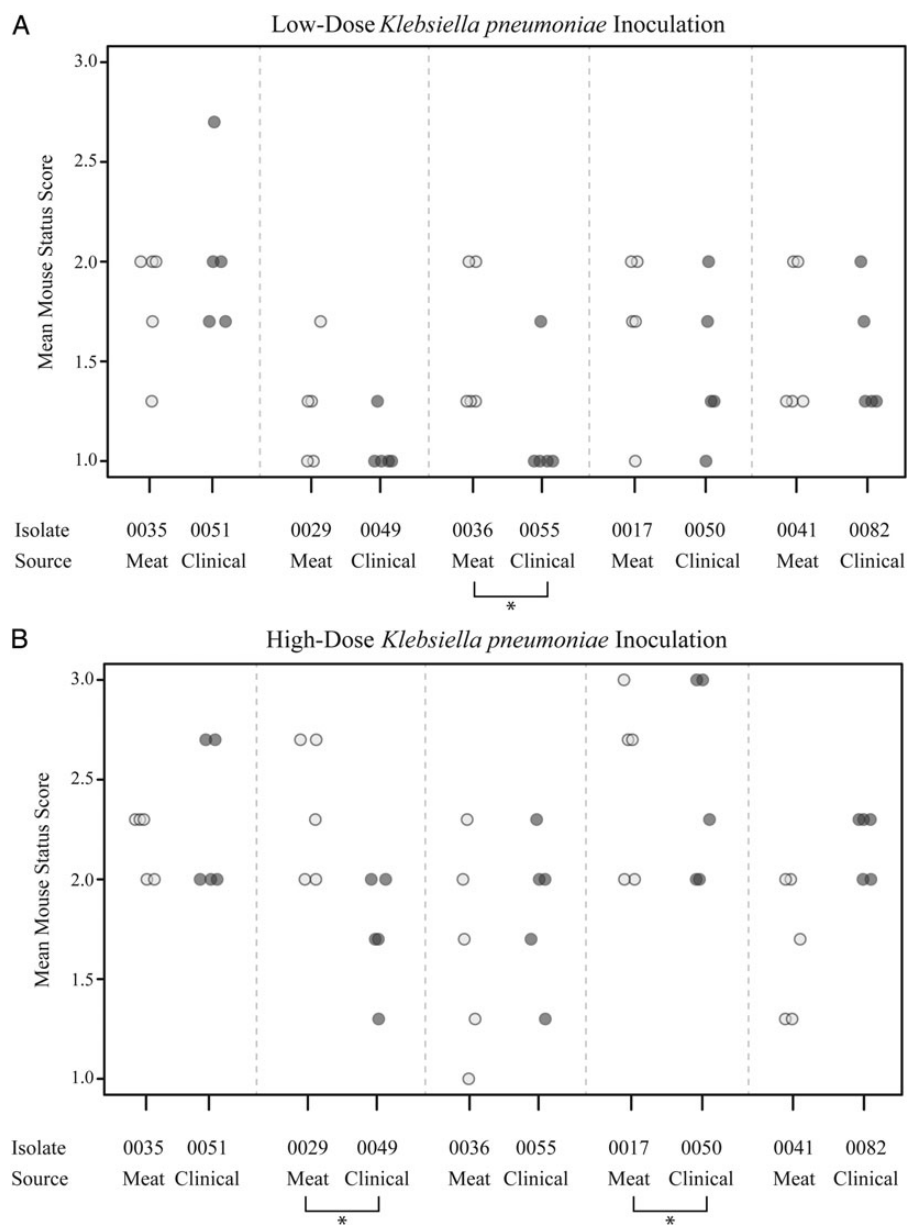 A
Low-Dose Klebsiella pneumoniae Inoculation
Mean Mouse Status Score
3.0
2.5
2.0
1.5
1.0
Isolate 0035 0051 0029 0049 0036 0055 0017 0050 0041 0082
Source Meat Clinical Meat Clinical Meat Clinical Meat Clinical Meat Clinical
*
B
High-Dose Klebsiella pneumoniae Inoculation
Mean Mouse Status Score
3.0
2.5
2.0
1.5
1.0
Isolate 0035 0051 0029 0049 0036 0055 0017 0050 0041 0082
Source Meat Clinical Meat Clinical Meat Clinical Meat Clinical Meat Clinical
* *